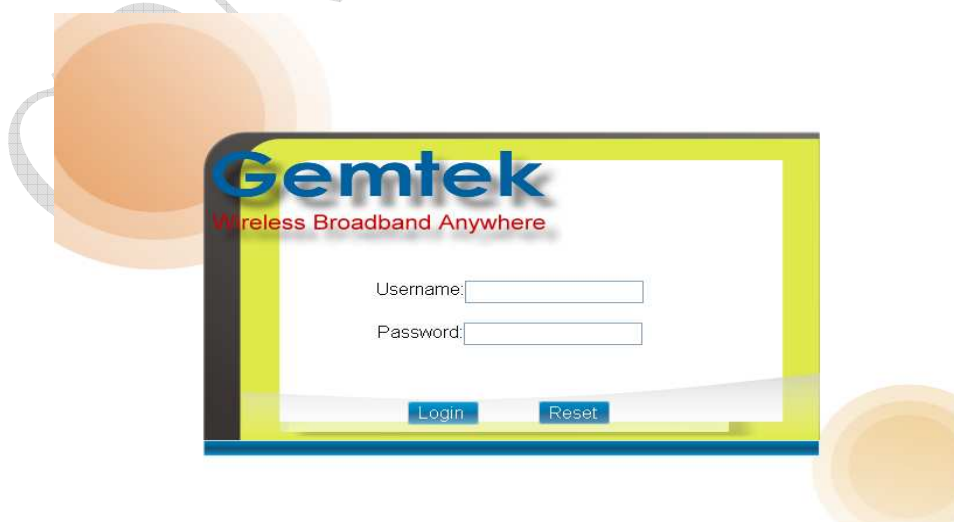 Gemtek
Wireless Broadband Anywhere
Username:
Password:
Login Reset